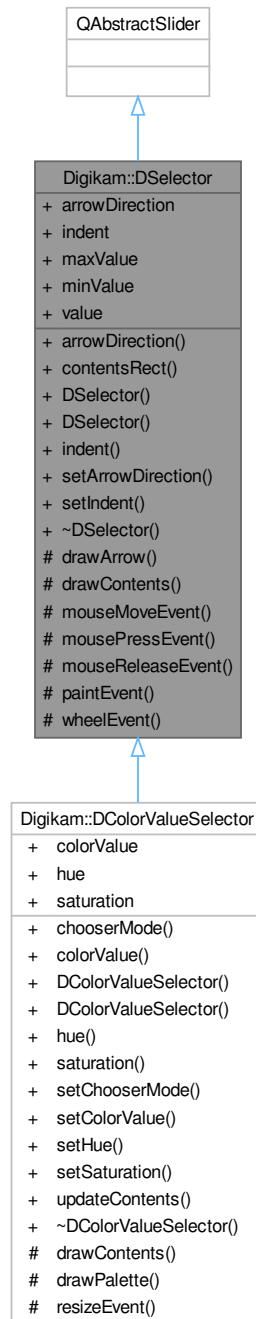 QAbstractSlider
Digikam::DSelector
+ arrowDirection
+ indent
+ maxValue
+ minValue
+ value
+ arrowDirection()
+ contentsRect()
+ DSelector()
+ DSelector()
+ indent()
+ setArrowDirection()
+ setIndent()
+ ~DSelector()
# drawArrow()
# drawContents()
# mouseMoveEvent()
# mousePressEvent()
# mouseReleaseEvent()
# paintEvent()
# wheelEvent()
Digikam::DColorValueSelector
+ colorValue
+ hue
+ saturation
+ chooserMode()
+ colorValue()
+ DColorValueSelector()
+ DColorValueSelector()
+ hue()
+ saturation()
+ setChooserMode()
+ setColorValue()
+ setHue()
+ setSaturation()
+ updateContents()
+ ~DColorValueSelector()
# drawContents()
# drawPalette()
# resizeEvent()